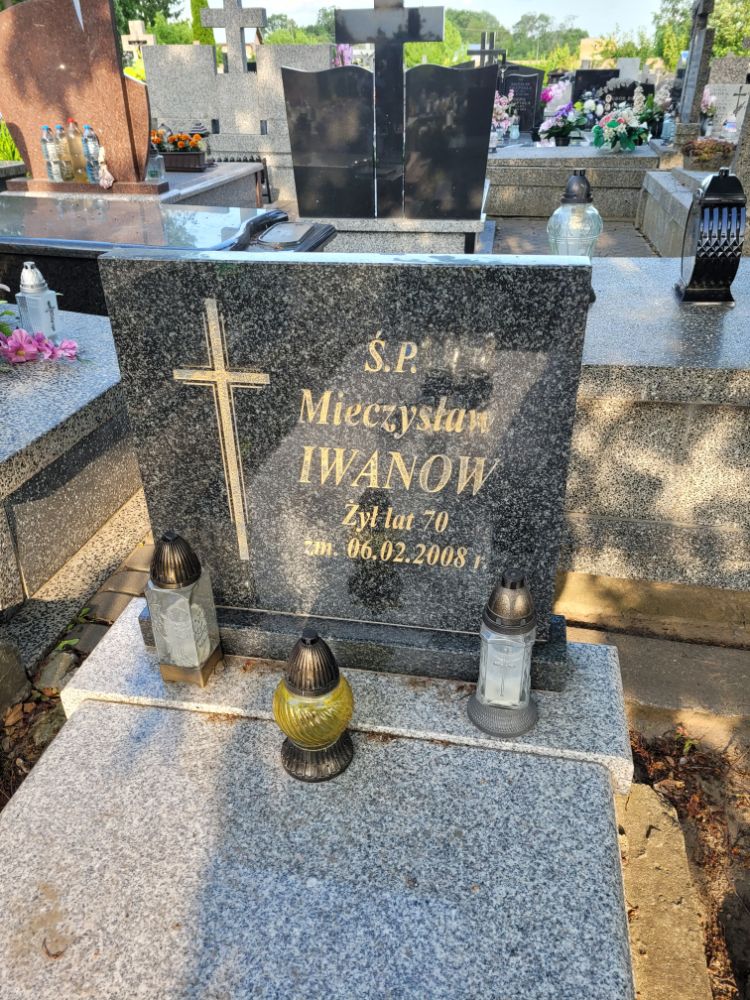 Ś.P.
Mieczysław
IWANOW
Żył lat 70
zm. 06.02.2008 r.